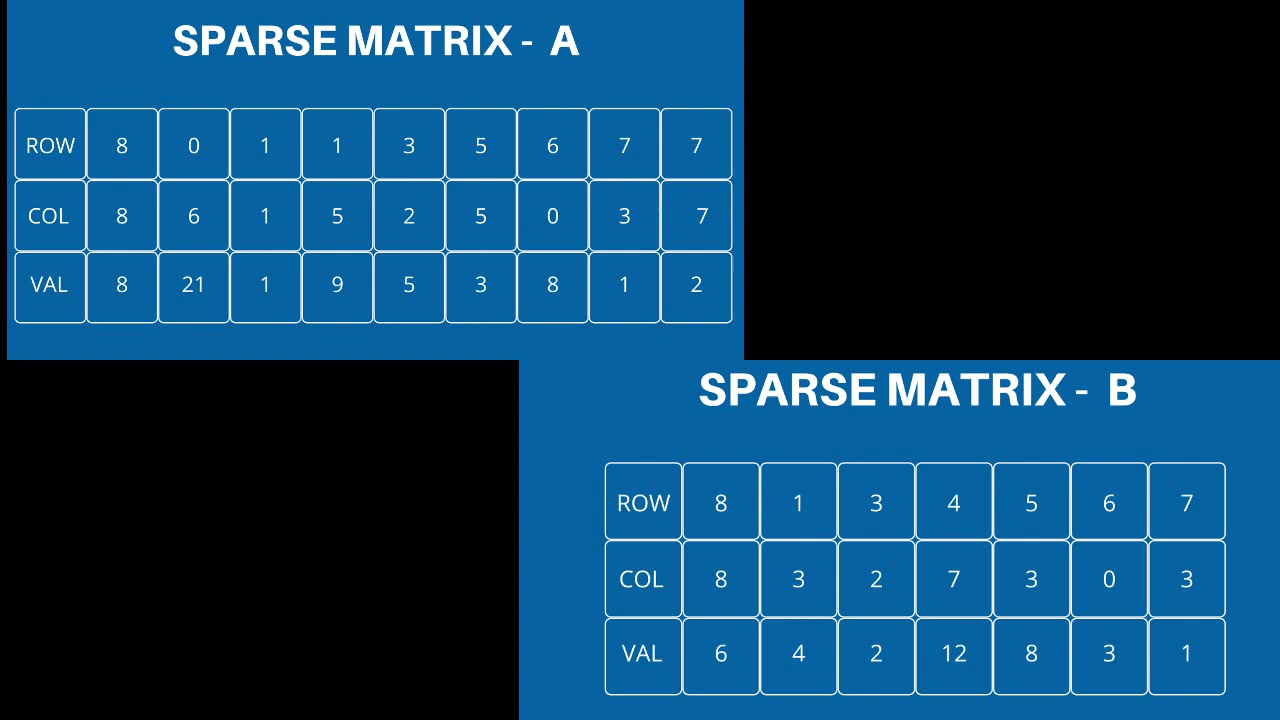 SPARSE MATRIX - A
ROW 8 0 1 1 3 5 6 7 7
COL 8 6 1 5 2 5 0 3 7
VAL 8 21 1 9 5 3 8 1 2
SPARSE MATRIX - B
ROW 8 1 3 4 5 6 7
COL 8 3 2 7 3 0 3
VAL 6 4 2 12 8 3 1